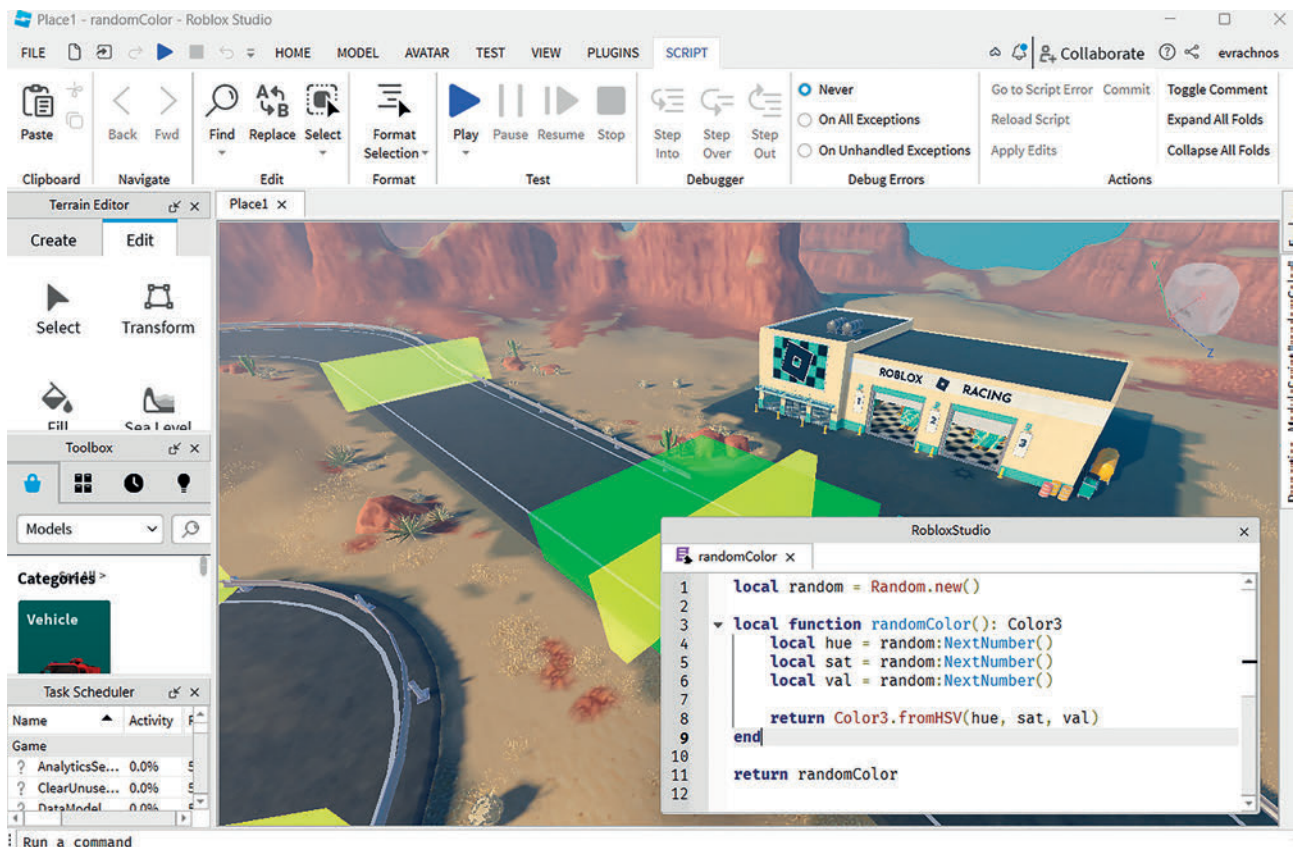 Place1 - randomColor - Roblox Studio
FILE HOME MODEL AVATAR TEST VIEW PLUGINS SCRIPT Collaborate evrachnos
Paste
Back Fwd
Find Replace Select
Format Selection
Play Pause Resume Stop
Step Into Step Over Step Out
Never
On All Exceptions
On Unhandled Exceptions
Go to Script Error Commit
Reload Script
Apply Edits
Toggle Comment
Expand All Folds
Collapse All Folds
Clipboard Navigate Edit Format Test Debugger Debug Errors Actions
Terrain Editor
Place1
Create Edit
Select Transform
Fill Sea Level
Toolbox
Models
Categories
Vehicle
Task Scheduler
Name Activity
Game
? AnalyticsSe... 0.0% 5
? ClearUnuse... 0.0%
? DataModel 0.0%
Run a command
Y
Z
ROBLOX RACING
1
2
3
RobloxStudio
randomColor
1 local random = Random.new()
2
3 local function randomColor(): Color3
4 local hue = random:NextNumber()
5 local sat = random:NextNumber()
6 local val = random:NextNumber()
7
8 return Color3.fromHSV(hue, sat, val)
9 end
10
11 return randomColor
12